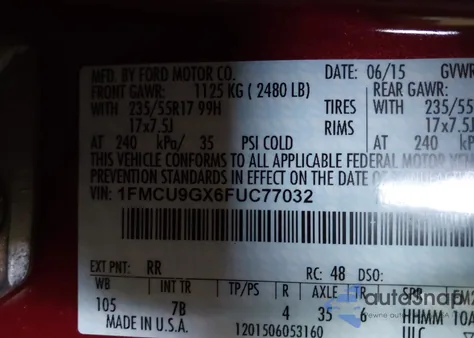 MFD. BY FORD MOTOR CO. DATE: 06/15 GVWR
FRONT GAWR: 1125 KG ( 2480 LB) REAR GAWR:
WITH 235/55R17 99H TIRES WITH 235/55
17x7.5J RIMS 17x7.5J
AT 240 kPa/ 35 PSI COLD AT 240
THIS VEHICLE CONFORMS TO ALL APPLICABLE FEDERAL MOTOR
PREVENTION STANDARDS IN EFFECT ON THE DATE OF
VIN: 1FMCU9GX6FUC77032
EXT PNT: RR RC: 48 DSO:
WB INT TR TP/PS R AXLE TR SPR
105 7B 4 35 6 HHMM 10A
MADE IN U.S.A. 1201506053160 ULC
autosnap